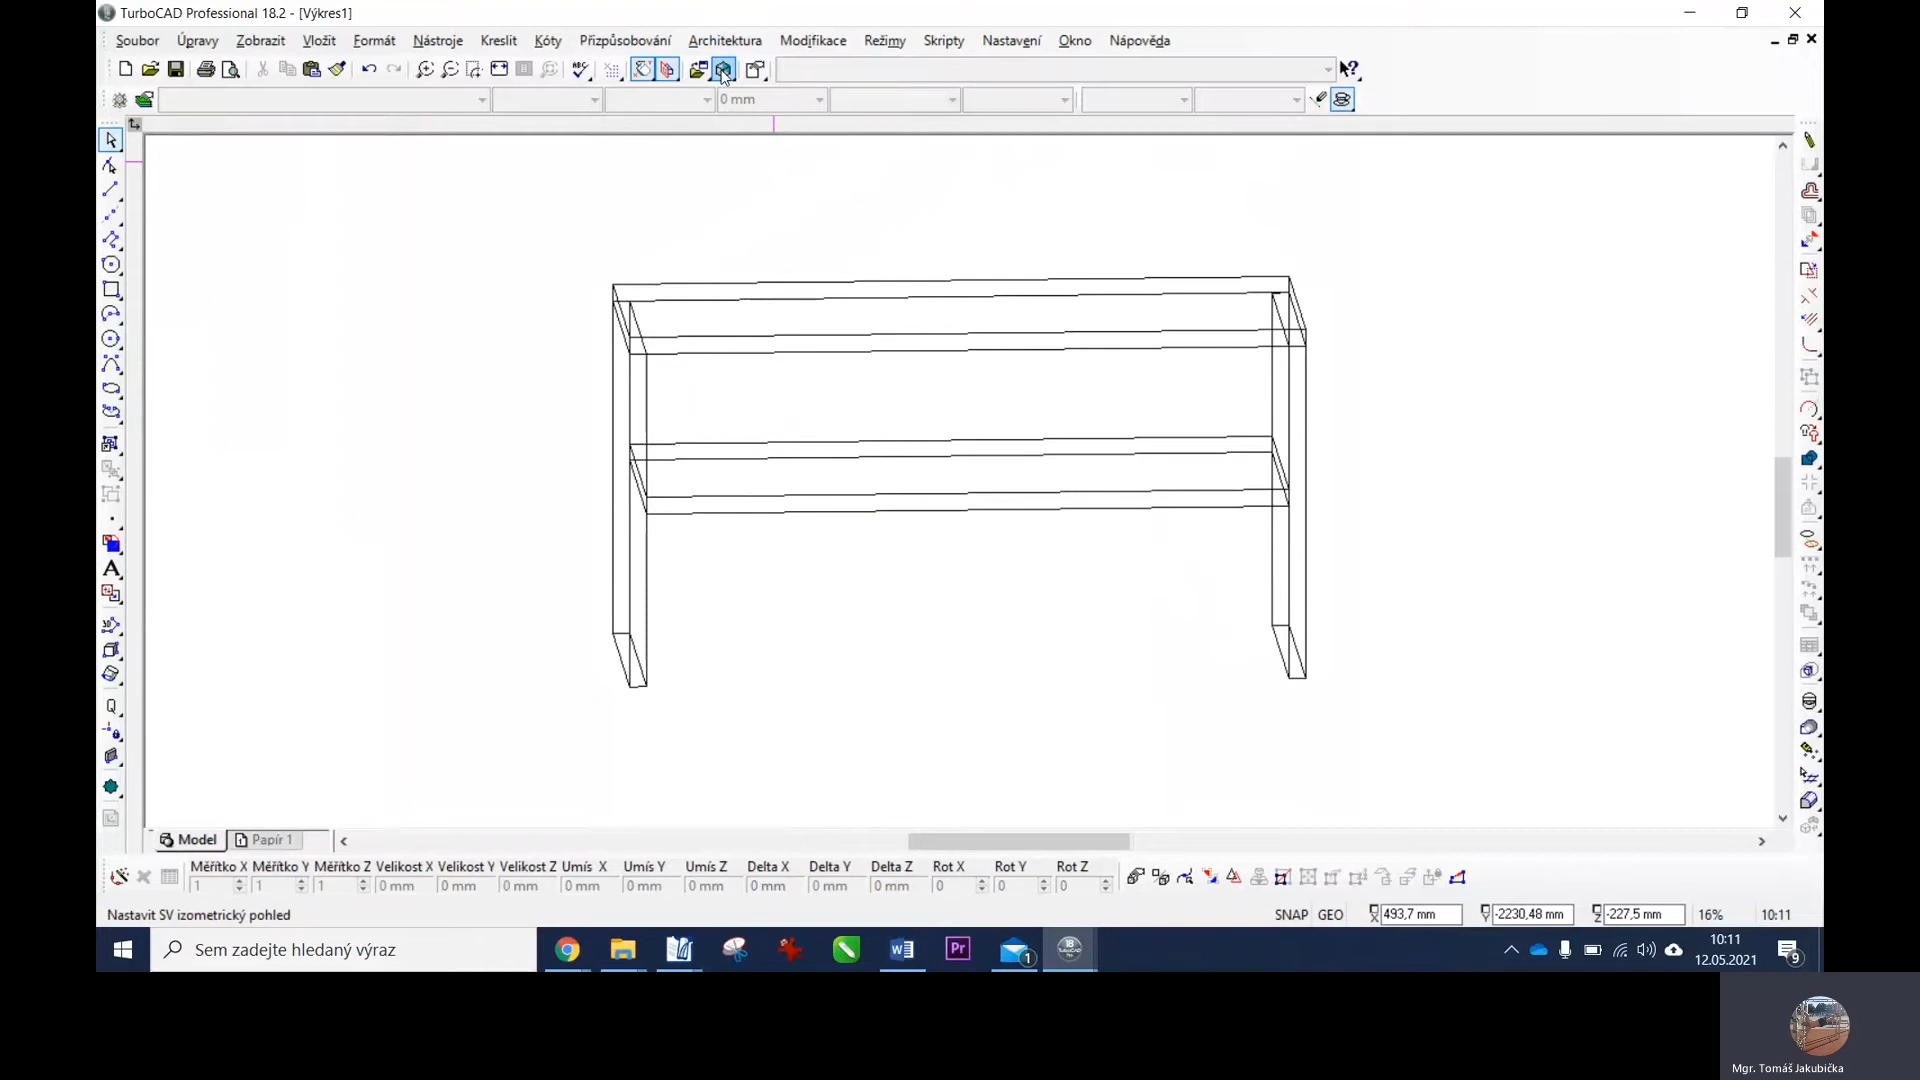 TurboCAD Professional 18.2 - [Výkres1]
Soubor Úpravy Zobrazit Vložit Formát Nástroje Kreslit Kóty Přizpůsobování Architektura Modifikace Režimy Skripty Nastavení Okno Nápověda
0 mm
Model Papír 1
Měřítko X Měřítko Y Měřítko Z Velikost X Velikost Y Velikost Z Umís X Umís Y Umís Z Delta X Delta Y Delta Z Rot X Rot Y Rot Z
1 1 1 0 mm 0 mm 0 mm 0 mm 0 mm 0 mm 0 mm 0 mm 0 mm 0 0 0
Nastavit SV izometrický pohled SNAP GEO 493,7 mm -2230,48 mm -227,5 mm 16% 10:11
Sem zadejte hledaný výraz
10:11
12.05.2021
Mgr. Tomáš Jakubička